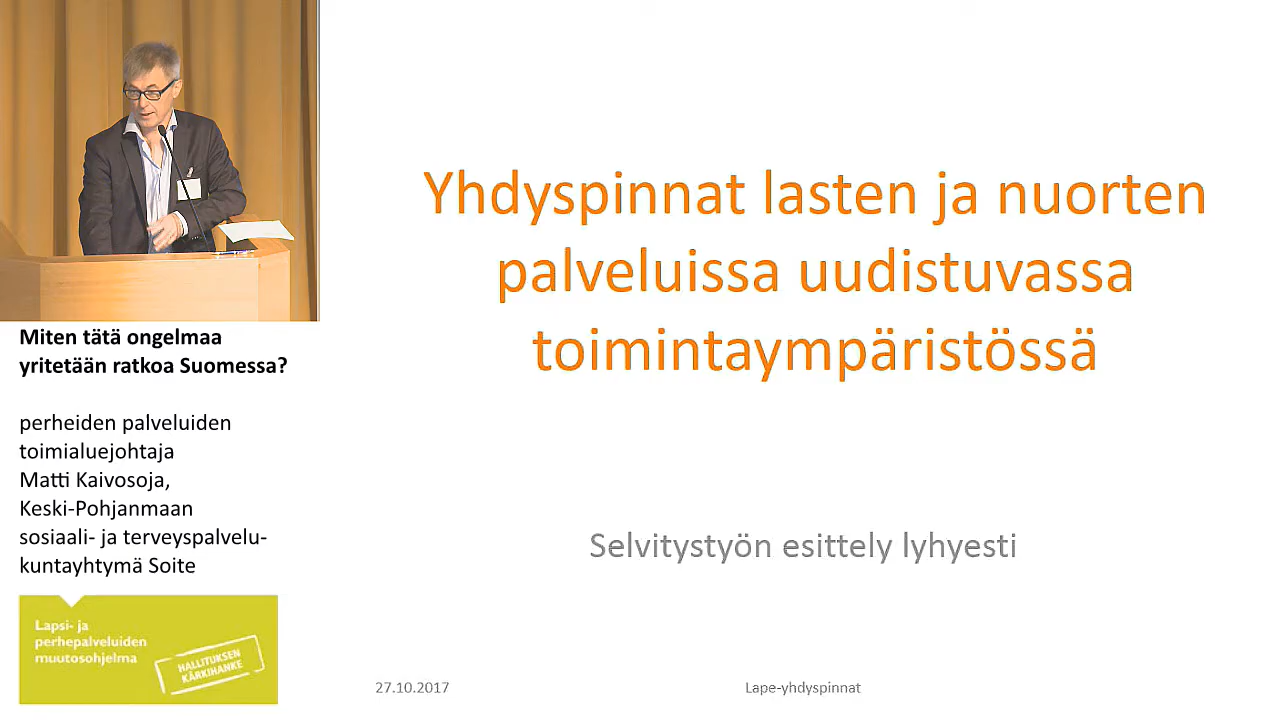 Yhdyspinnat lasten ja nuorten
palveluissa uudistuvassa
toimintaympäristössä
Selvitystyön esittely lyhyesti
27.10.2017
Lape-yhdyspinnat
Miten tätä ongelmaa
yritetään ratkoa Suomessa?
perheiden palveluiden
toimialuejohtaja
Matti Kaivosoja,
Keski-Pohjanmaan
sosiaali- ja terveyspalvelu-
kuntayhtymä Soite
Lapsi- ja
perhepalveluiden
muutosohjelma
HALLITUKSEN
KÄRKIHANKE